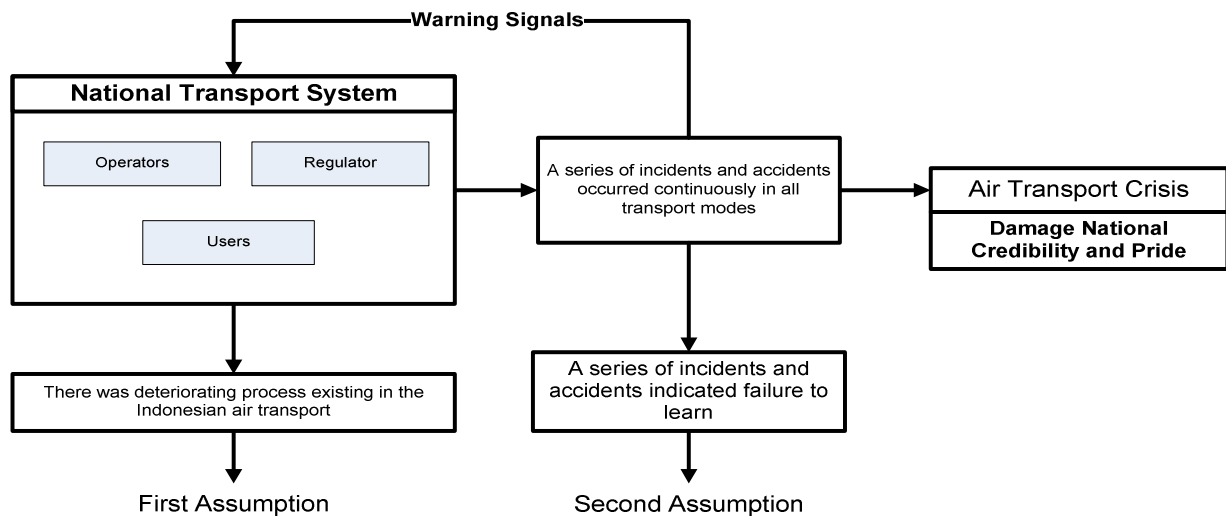 Warning Signals
National Transport System
Operators
Regulator
Users
A series of incidents and accidents
occurred continuously in all
transport modes
Air Transport Crisis
Damage National
Credibility and Pride
There was deteriorating process existing in the
Indonesian air transport
A series of incidents and
accidents indicated failure to
learn
First Assumption
Second Assumption